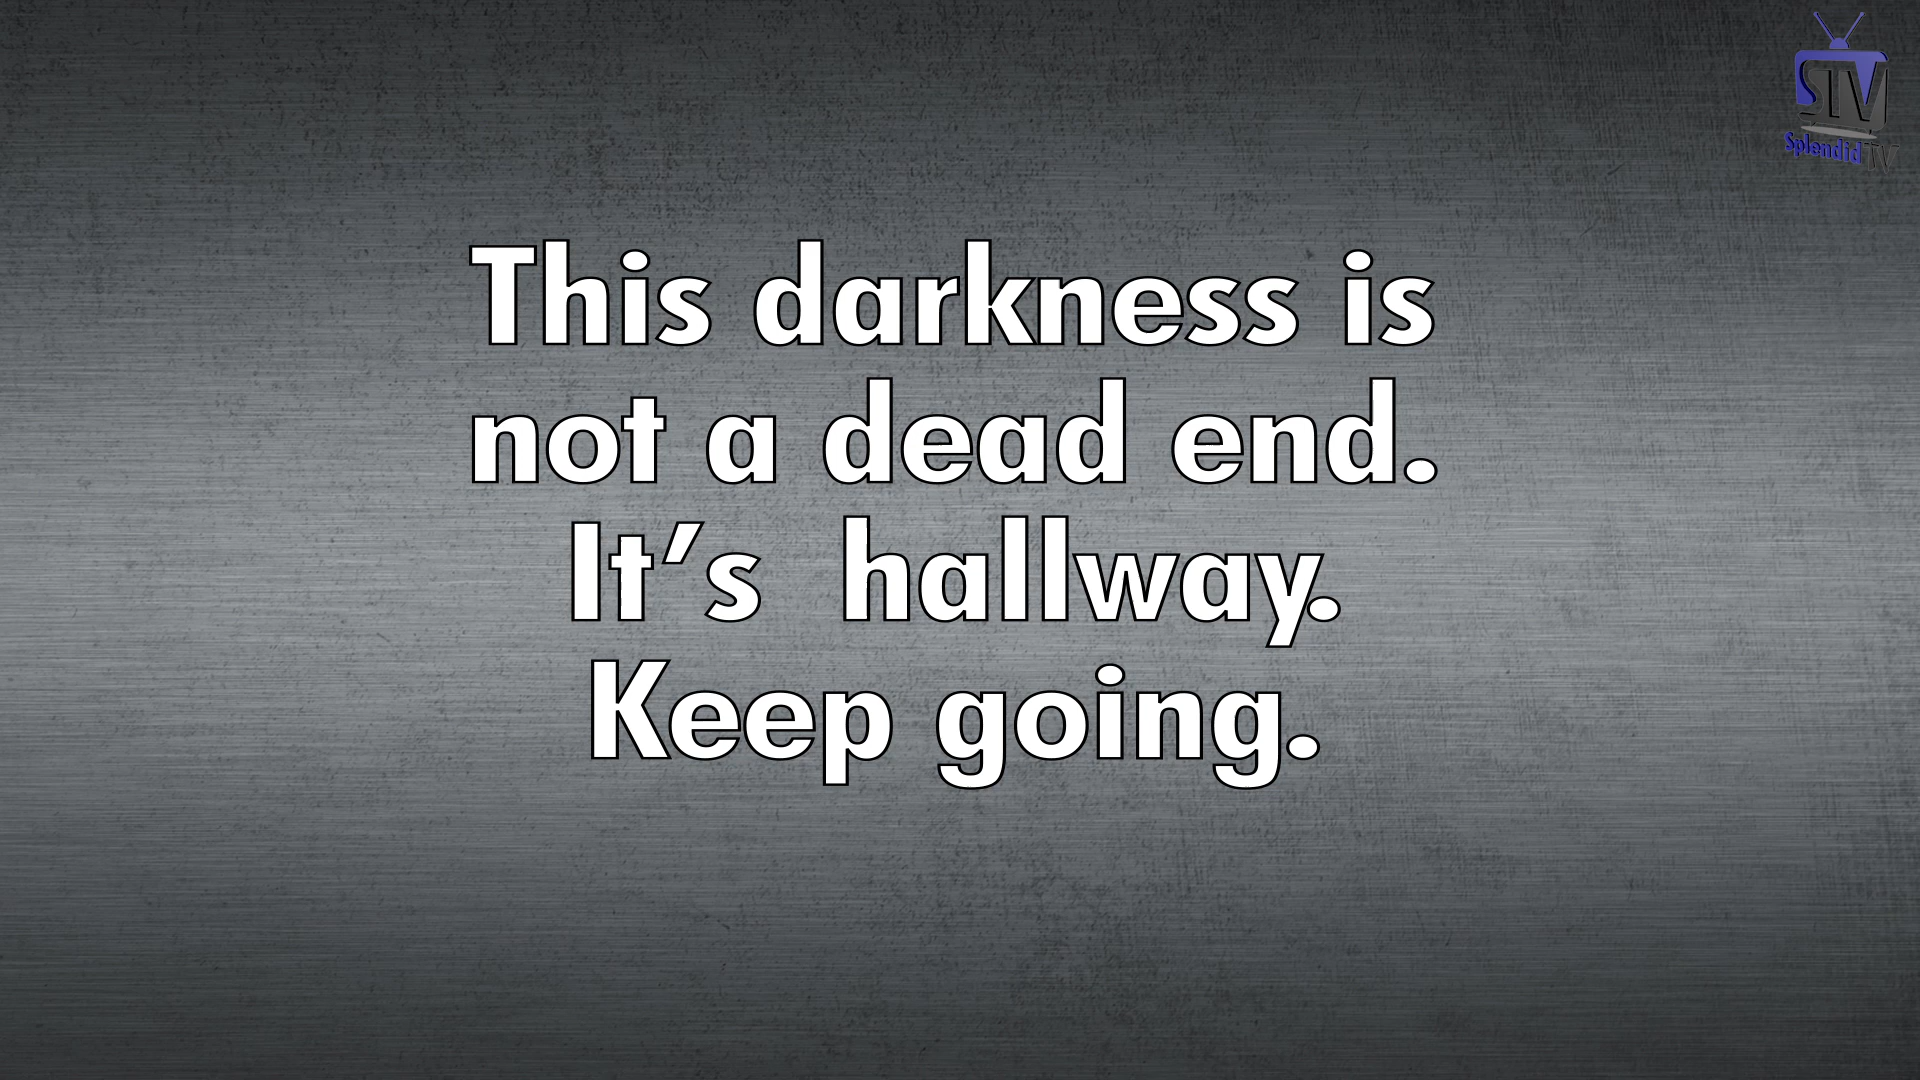 STV
Splendid TV
This darkness is
not a dead end.
It’s  hallway.
Keep going.